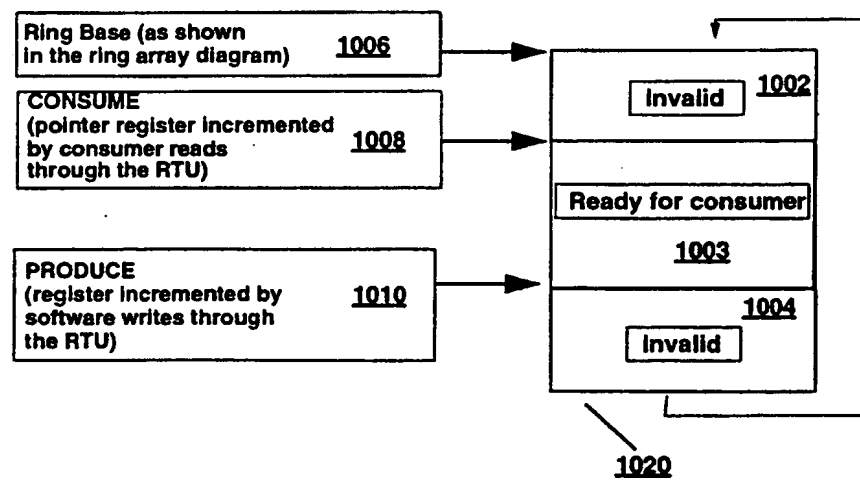 Ring Base (as shown
in the ring array diagram) 1006
CONSUME
(pointer register incremented
by consumer reads
through the RTU) 1008
PRODUCE
(register incremented by
software writes through
the RTU) 1010
1002
Invalid
Ready for consumer
1003
1004
Invalid
1020